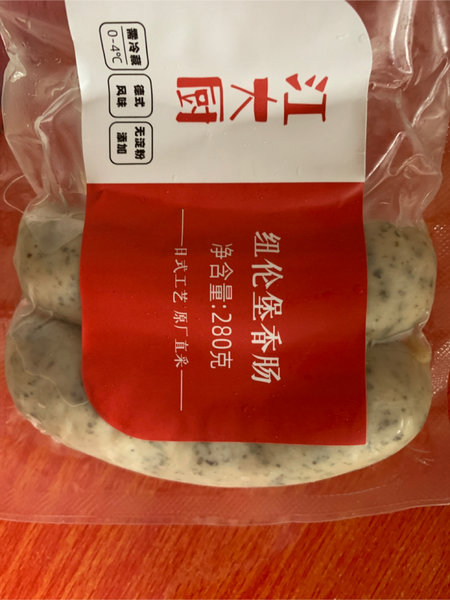 江
大
厨
需冷藏
0-4℃
德式
风味
无淀粉
添加
纽伦堡香肠
净含量:280克
日式工艺 原厂直采